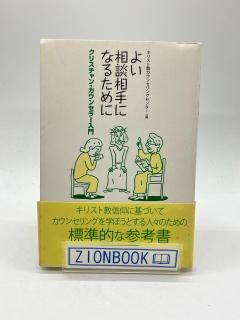 キリスト教カウンセリングセンター 編
よい
相談相手に
なるために
クリスチャン・カウンセラー入門
キリスト教信仰に基づいて
カウンセリングを学ぼうとする人々のための
標準的な参考書
ZIONBOOK